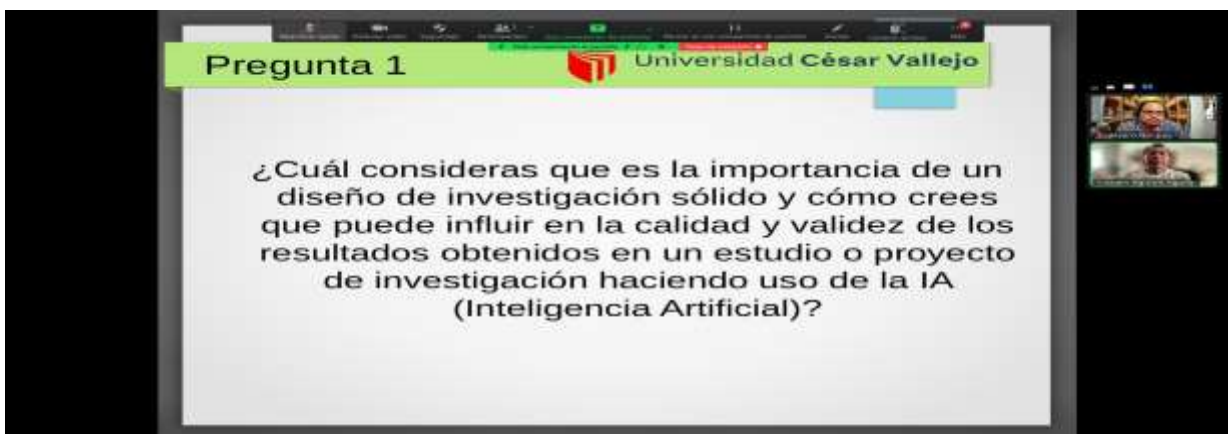 Pregunta 1
Universidad César Vallejo
¿Cuál consideras que es la importancia de un
diseño de investigación sólido y cómo crees
que puede influir en la calidad y validez de los
resultados obtenidos en un estudio o proyecto
de investigación haciendo uso de la IA
(Inteligencia Artificial)?